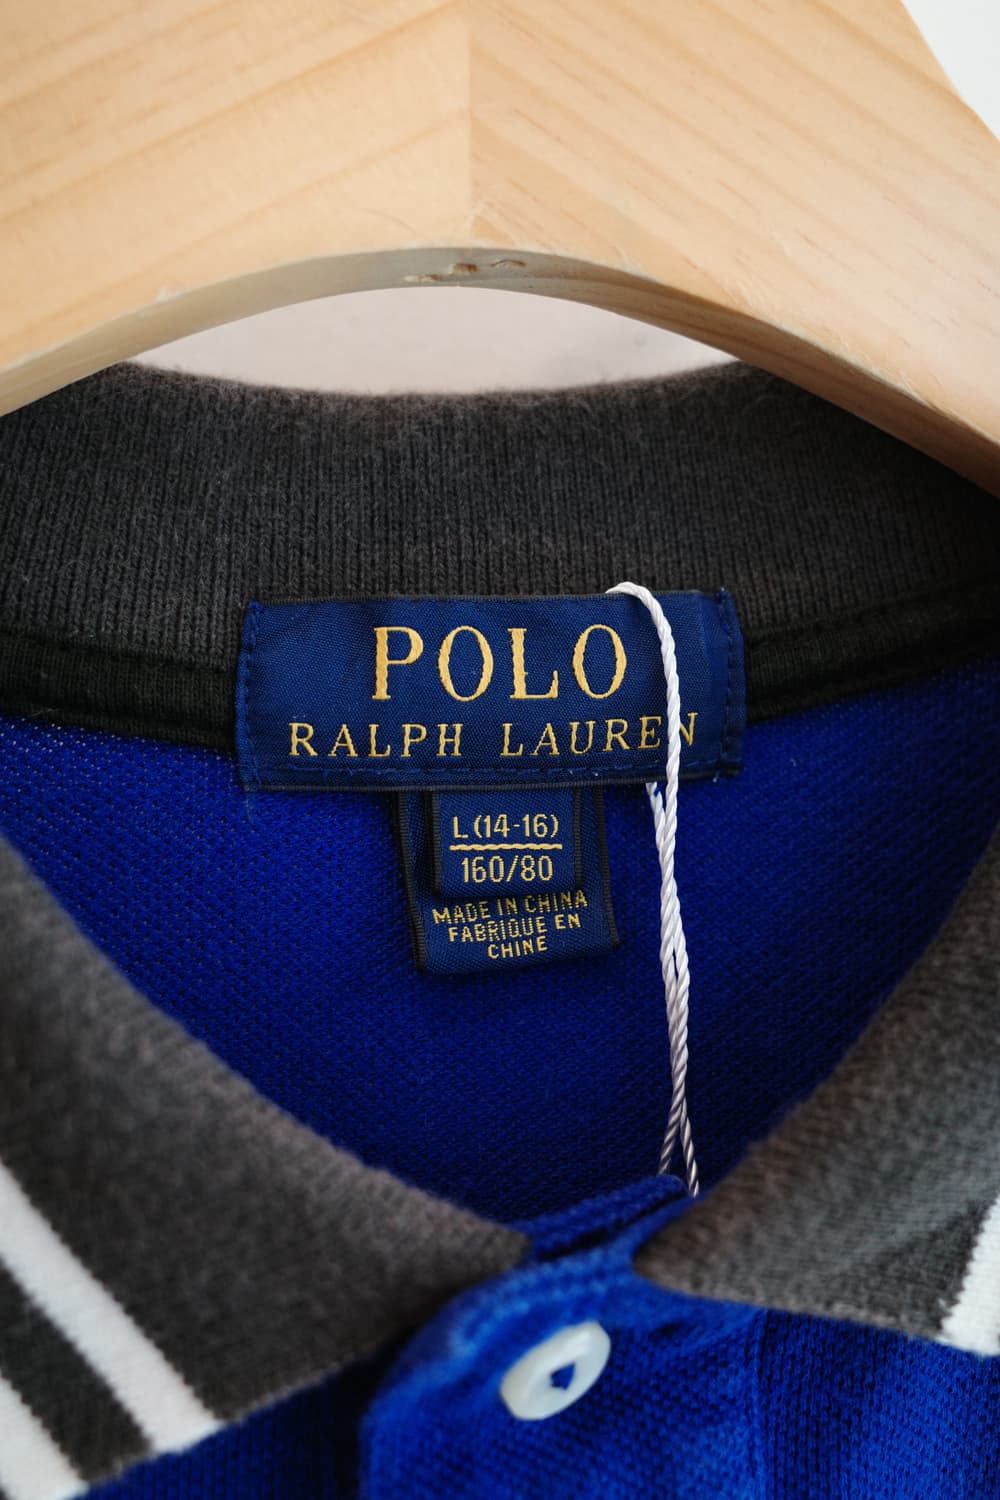 POLO
RALPH LAUREN
L (14-16)
160/80
MADE IN CHINA
FABRIQUE EN
CHINE